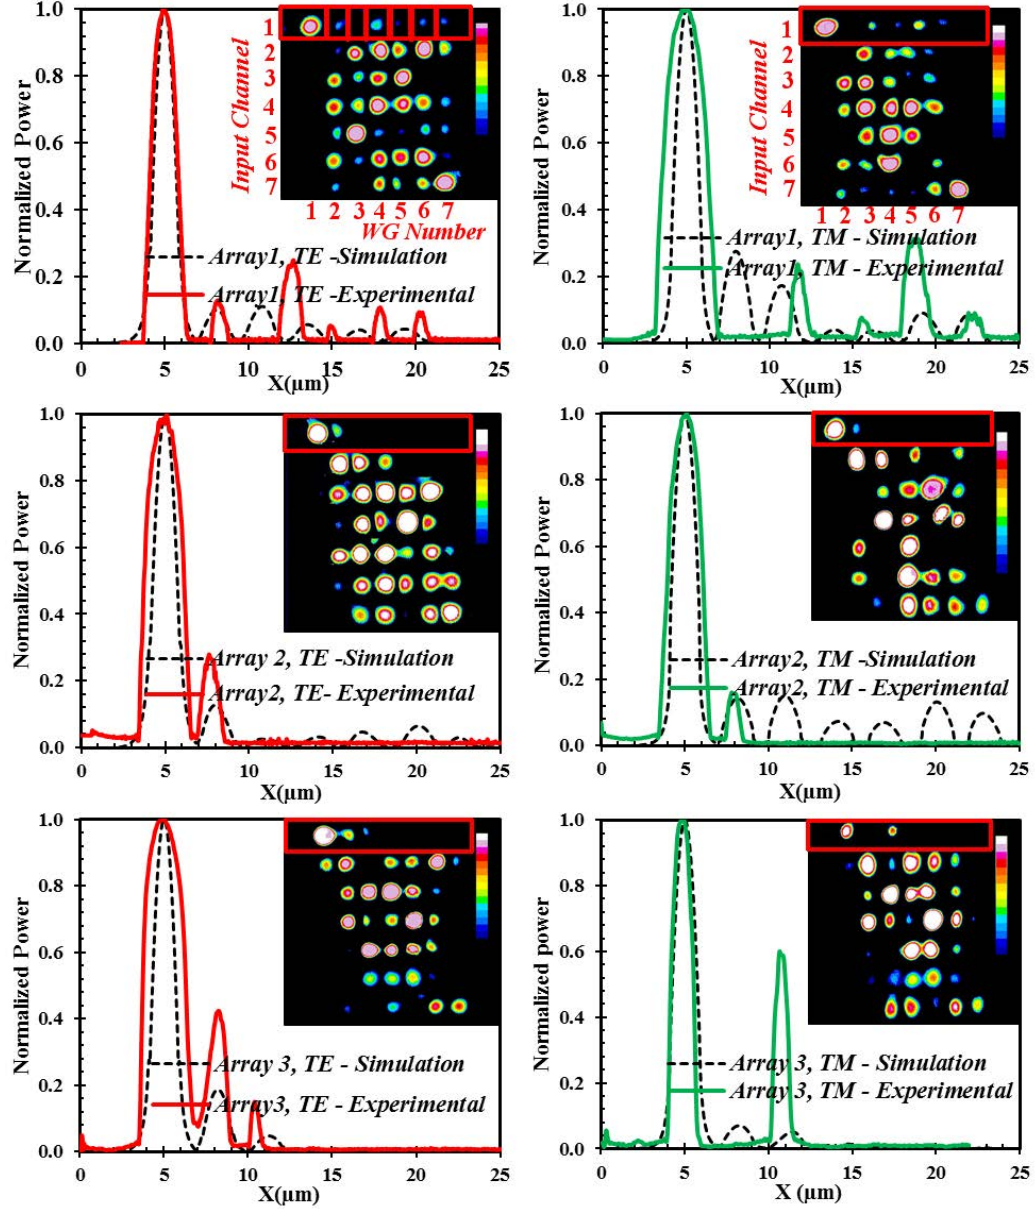 Normalized Power
1.0
0.8
0.6
0.4
0.2
0.0
0 5 10 15 20 25
X(µm)
Input Channel
1
2
3
4
5
6
7
1 2 3 4 5 6 7
WG Number
Array1, TE -Simulation
Array1, TE -Experimental
Normalized Power
1.0
0.8
0.6
0.4
0.2
0.0
0 5 10 15 20 25
X(µm)
Input Channel
1
2
3
4
5
6
7
1 2 3 4 5 6 7
WG Number
Array1, TM - Simulation
Array1, TM - Experimental
Normalized Power
1.0
0.8
0.6
0.4
0.2
0.0
0 5 10 15 20 25
X(µm)
Array 2, TE -Simulation
Array2, TE- Experimental
Normalized Power
1.0
0.8
0.6
0.4
0.2
0.0
0 5 10 15 20 25
X(µm)
Array2, TM -Simulation
Array2, TM - Experimental
Normalized Power
1.0
0.8
0.6
0.4
0.2
0.0
0 5 10 15 20 25
X(µm)
Array 3, TE - Simulation
Array3, TE - Experimental
Normalized power
1.0
0.8
0.6
0.4
0.2
0.0
0 5 10 15 20 25
X (µm)
Array 3, TM - Simulation
Array 3, TM - Experimental